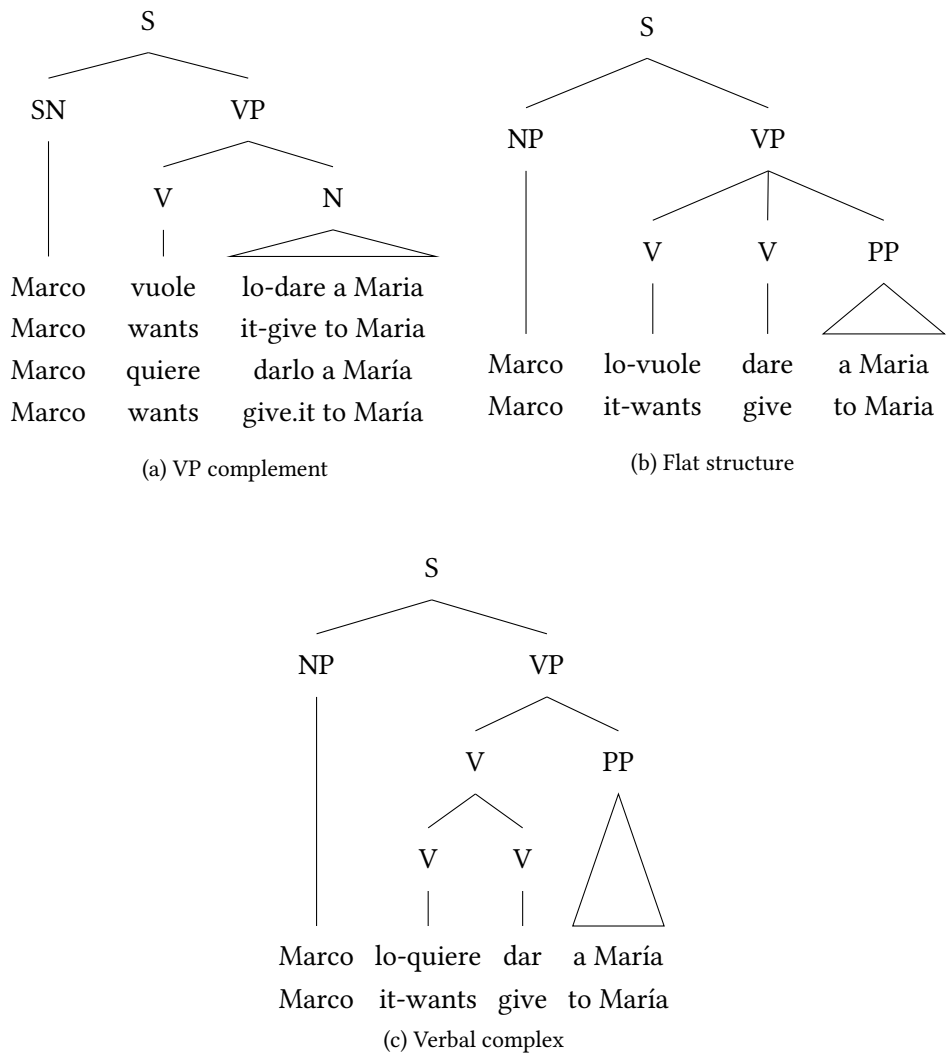 S
SN VP
V N
Marco vuole lo-dare a Maria
Marco wants it-give to Maria
Marco quiere darlo a María
Marco wants give.it to María
(a) VP complement
S
NP VP
V V PP
Marco lo-vuole dare a Maria
Marco it-wants give to Maria
(b) Flat structure
S
NP VP
V PP
V V
Marco lo-quiere dar a María
Marco it-wants give to María
(c) Verbal complex